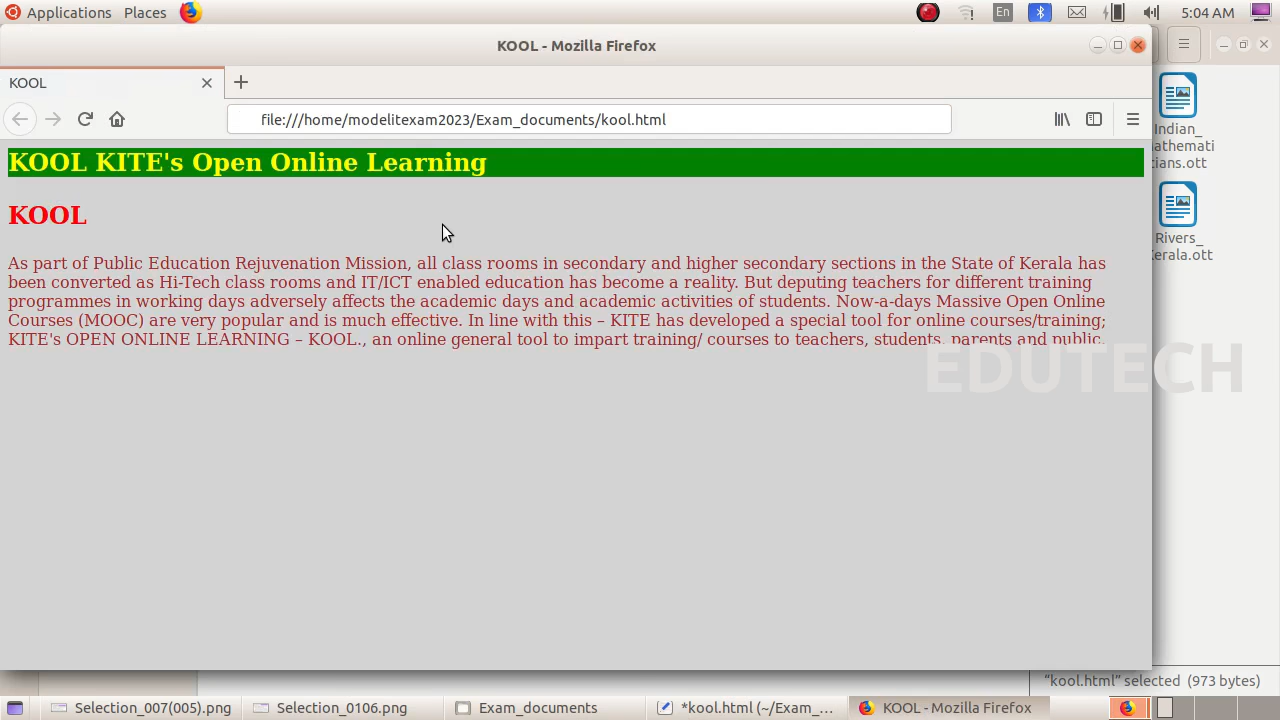 Applications Places En 5:04 AM
KOOL - Mozilla Firefox
KOOL
file:///home/modelitexam2023/Exam_documents/kool.html
KOOL KITE's Open Online Learning
KOOL
As part of Public Education Rejuvenation Mission, all class rooms in secondary and higher secondary sections in the State of Kerala has
been converted as Hi-Tech class rooms and IT/ICT enabled education has become a reality. But deputing teachers for different training
programmes in working days adversely affects the academic days and academic activities of students. Now-a-days Massive Open Online
Courses (MOOC) are very popular and is much effective. In line with this – KITE has developed a special tool for online courses/training;
KITE's OPEN ONLINE LEARNING – KOOL., an online general tool to impart training/ courses to teachers, students, parents and public.
EDUTECH
Indian_
athemati
ians.ott
Rivers_
erala.ott
“kool.html” selected (973 bytes)
Selection_007(005).png Selection_0106.png Exam_documents *kool.html (~/Exam_... KOOL - Mozilla Firefox